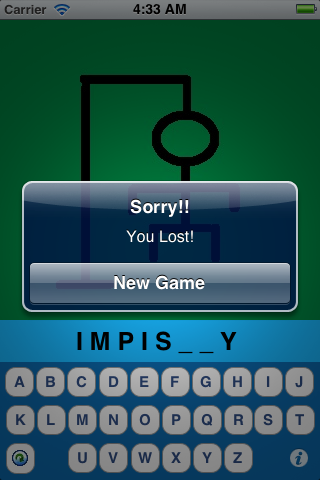 Carrier 4:33 AM
Sorry!!
You Lost!
New Game
I M P I S _ _ Y
A B C D E F G H I J
K L M N O P Q R S T
U V W X Y Z i